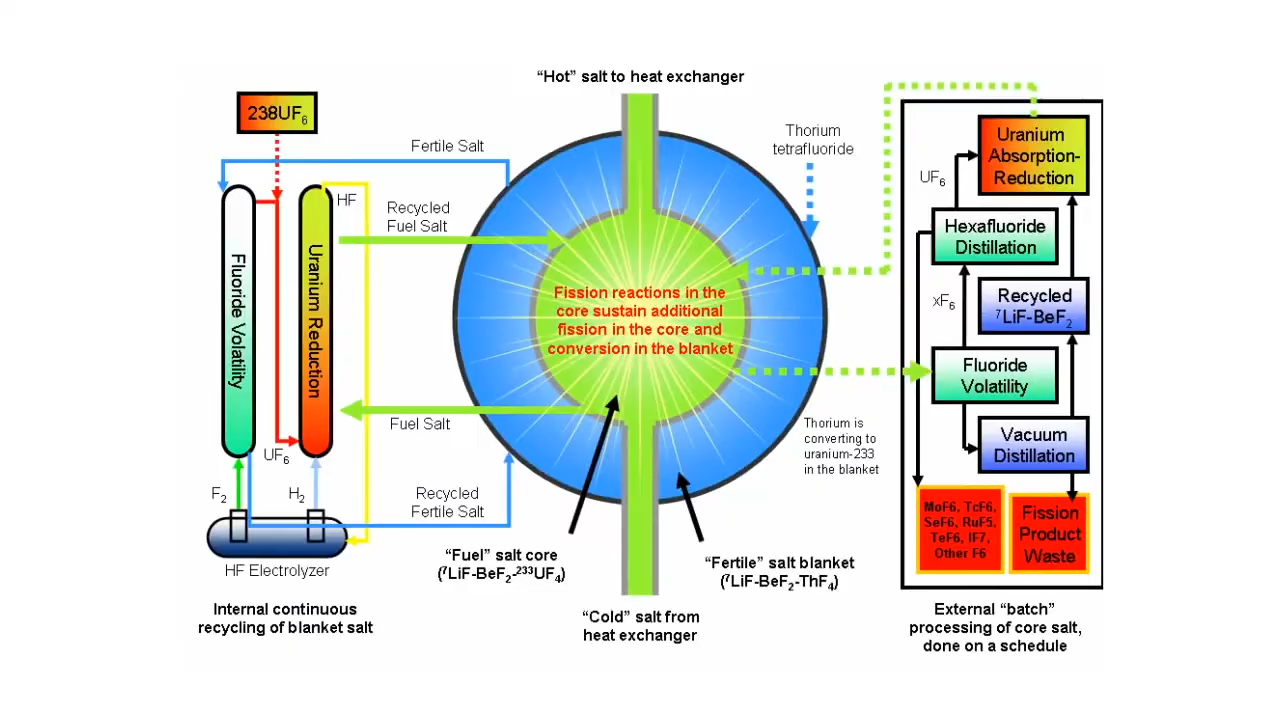 “Hot” salt to heat exchanger
238UF₆
Fertile Salt
Thorium
tetrafluoride
HF
Recycled
Fuel Salt
Fluoride Volatility
Uranium Reduction
Fission reactions in the
core sustain additional
fission in the core and
conversion in the blanket
Fuel Salt
UF₆
F₂
H₂
Recycled
Fertile Salt
HF Electrolyzer
Internal continuous
recycling of blanket salt
“Fuel” salt core
(⁷LiF-BeF₂-²³³UF₄)
“Cold” salt from
heat exchanger
“Fertile” salt blanket
(⁷LiF-BeF₂-ThF₄)
Thorium is
converting to
uranium-233
in the blanket
Uranium
Absorption-
Reduction
UF₆
Hexafluoride
Distillation
xF₆
Recycled
⁷LiF-BeF₂
Fluoride
Volatility
Vacuum
Distillation
MoF6, TcF6,
SeF6, RuF5,
TeF6, IF7,
Other F6
Fission
Product
Waste
External “batch”
processing of core salt,
done on a schedule